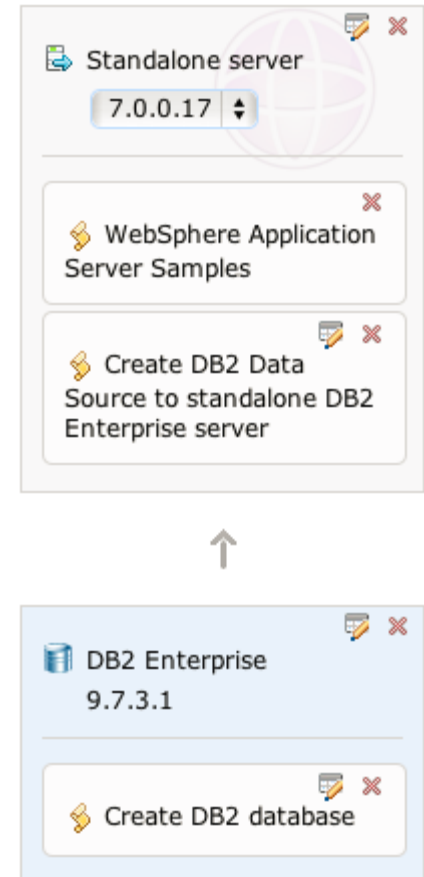 Standalone server
7.0.0.17
WebSphere Application
Server Samples
Create DB2 Data
Source to standalone DB2
Enterprise server
DB2 Enterprise
9.7.3.1
Create DB2 database